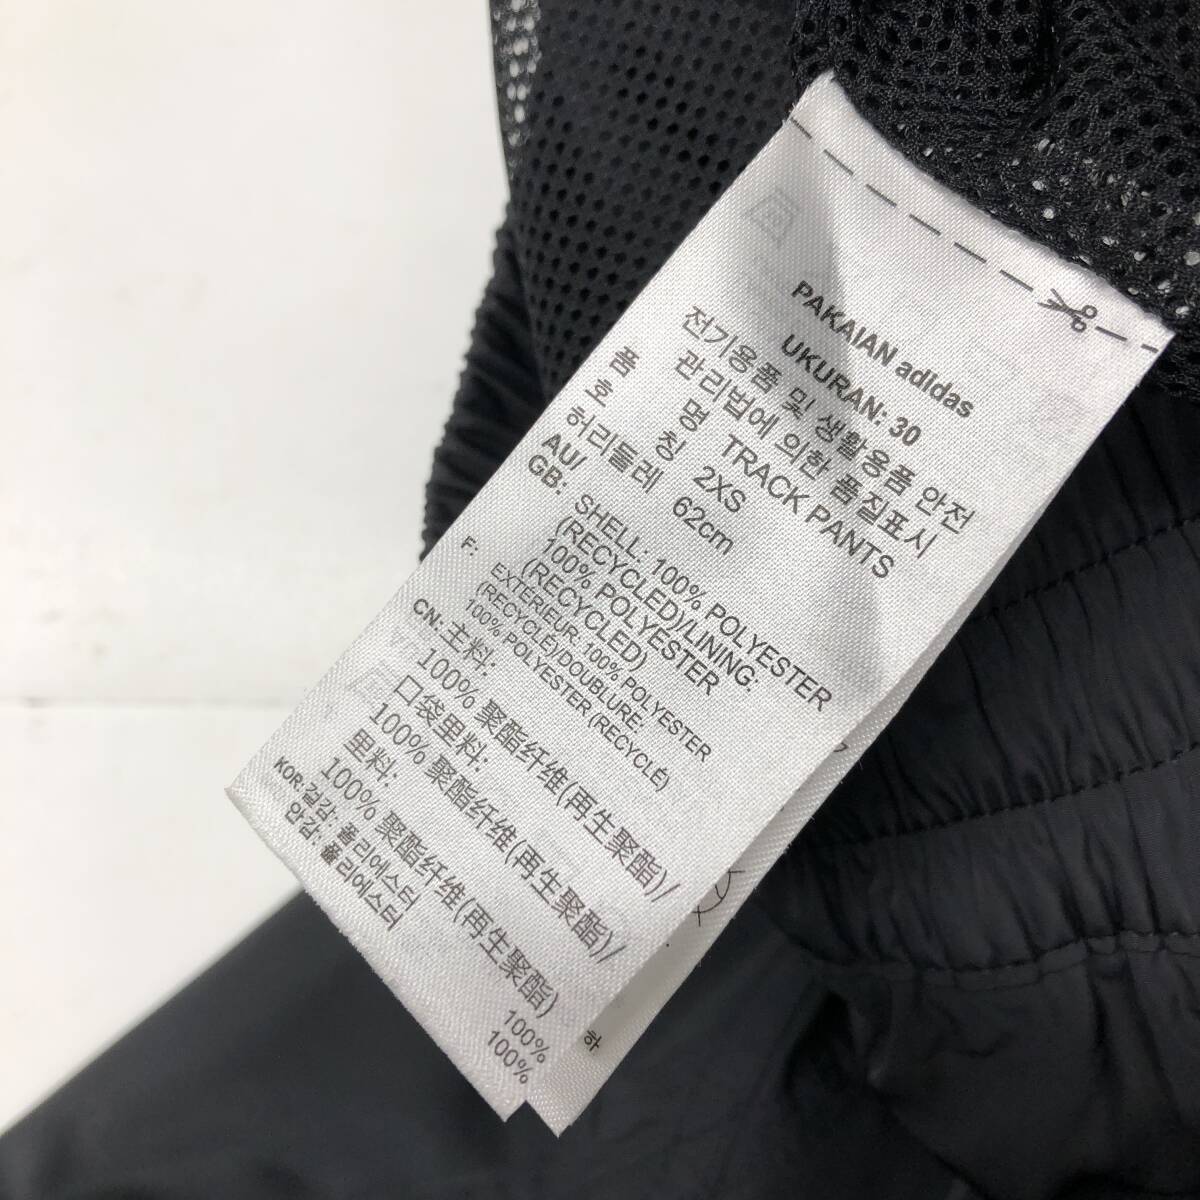 PAKAIAN adidas
UKURAN: 30
전기용품 및 생활용품 안전
관리법에 의한 품질표시
품 명 TRACK PANTS
호 칭 2XS
허리둘레 62cm
AU/
GB: SHELL: 100% POLYESTER
(RECYCLED)/LINING:
100% POLYESTER
(RECYCLED)
F: EXTERIEUR: 100% POLYESTER
(RECYCLÉ)/DOUBLURE:
100% POLYESTER (RECYCLÉ)
CN: 主料:
100% 聚酯纤维(再生聚酯)/
口袋里料:
100% 聚酯纤维(再生聚酯)/
里料:
100% 聚酯纤维(再生聚酯)
KOR: 겉감: 폴리에스터 100%
안감: 폴리에스터 100%
하